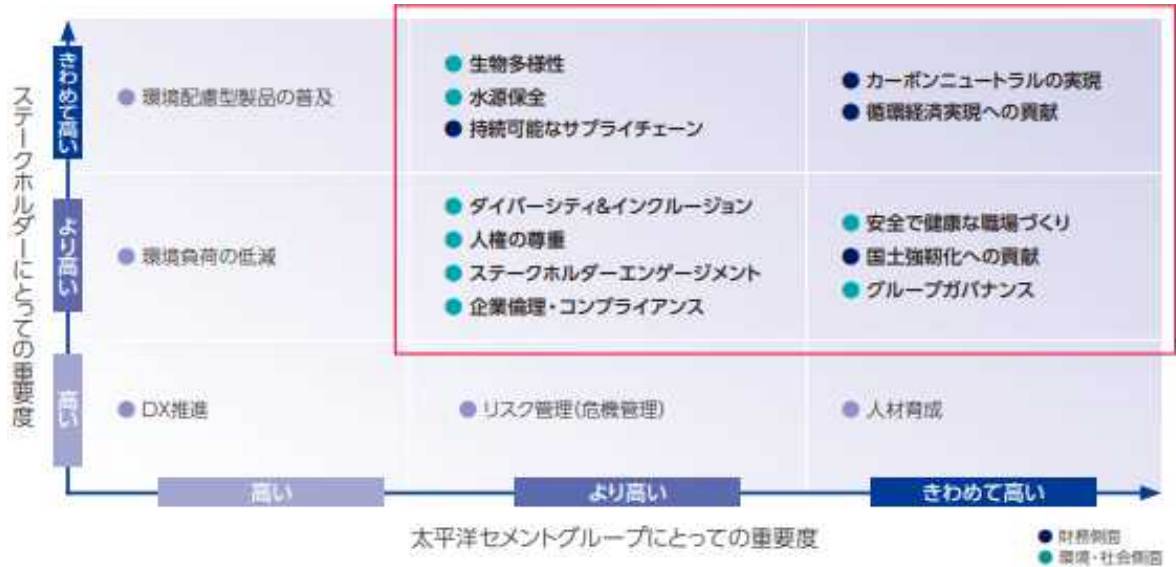 ステークホルダーにとっての重要度
きわめて高い
● 環境配慮型製品の普及
● 生物多様性
● 水源保全
● 持続可能なサプライチェーン
● カーボンニュートラルの実現
● 循環経済実現への貢献
より高い
● 環境負荷の低減
● ダイバーシティ&インクルージョン
● 人権の尊重
● ステークホルダーエンゲージメント
● 企業倫理・コンプライアンス
● 安全で健康な職場づくり
● 国土強靭化への貢献
● グループガバナンス
高い
● DX推進
● リスク管理(危機管理)
● 人材育成
高い
より高い
きわめて高い
太平洋セメントグループにとっての重要度
● 財務側面
● 環境・社会側面